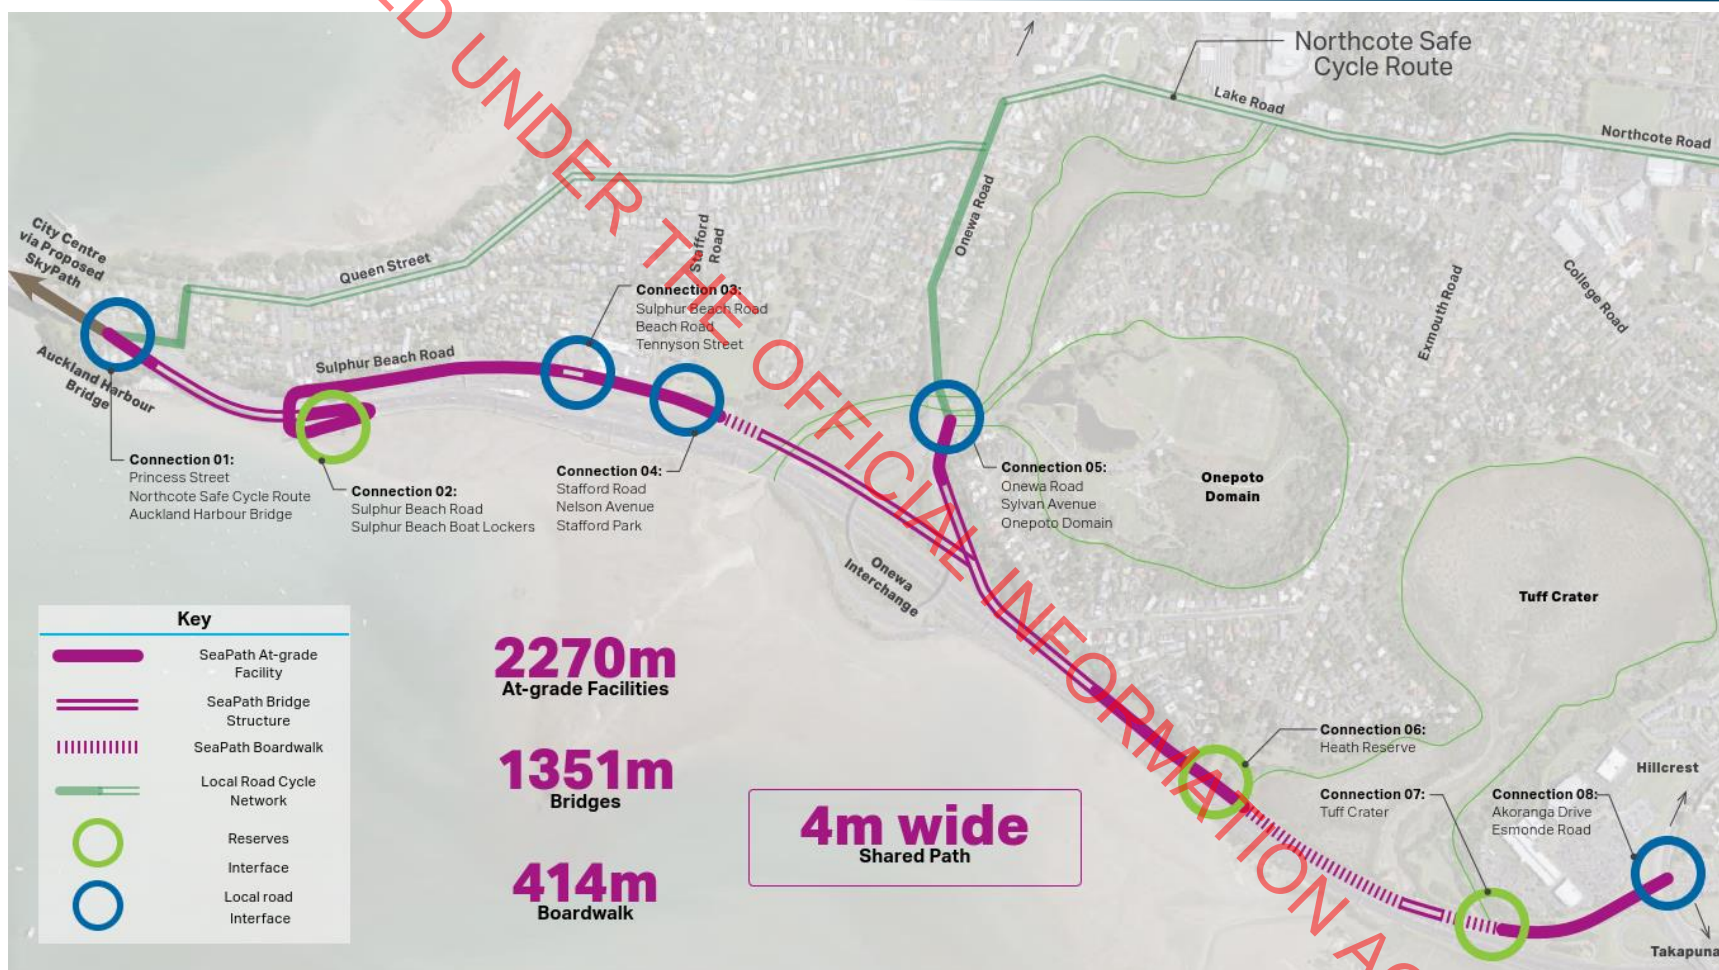 Northcote Safe
Cycle Route
Lake Road
Northcote Road
Onewa Road
Stafford
Road
Queen Street
City Centre
via Proposed
SkyPath
Exmouth Road
College Road
Connection 03:
Sulphur Beach Road
Beach Road
Tennyson Street
Sulphur Beach Road
Auckland Harbour
Bridge
Connection 01:
Princess Street
Northcote Safe Cycle Route
Auckland Harbour Bridge
Connection 02:
Sulphur Beach Road
Sulphur Beach Boat Lockers
Connection 04:
Stafford Road
Nelson Avenue
Stafford Park
Connection 05:
Onewa Road
Sylvan Avenue
Onepoto Domain
Onepoto
Domain
Onewa
Interchange
Tuff Crater
Key
SeaPath At-grade
Facility
SeaPath Bridge
Structure
SeaPath Boardwalk
Local Road Cycle
Network
Reserves
Interface
Local road
Interface
2270m
At-grade Facilities
1351m
Bridges
414m
Boardwalk
4m wide
Shared Path
Connection 06:
Heath Reserve
Connection 07:
Tuff Crater
Connection 08:
Akoranga Drive
Esmonde Road
Hillcrest
Takapuna
ED UNDER THE OFFICIAL INFORMATION AC